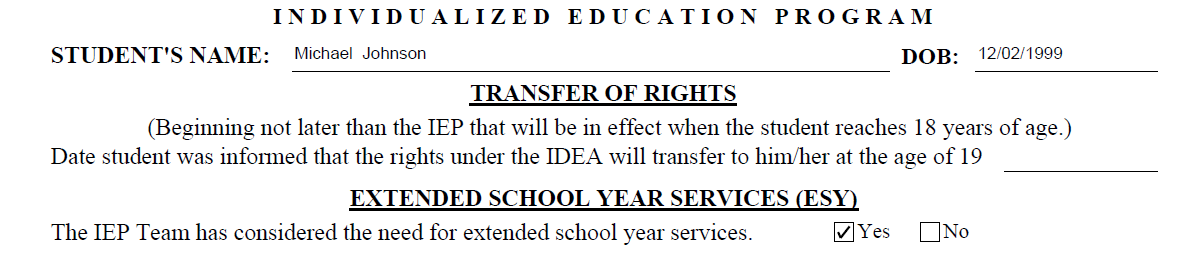 INDIVIDUALIZED EDUCATION PROGRAM
STUDENT'S NAME: Michael Johnson DOB: 12/02/1999
TRANSFER OF RIGHTS
(Beginning not later than the IEP that will be in effect when the student reaches 18 years of age.)
Date student was informed that the rights under the IDEA will transfer to him/her at the age of 19
EXTENDED SCHOOL YEAR SERVICES (ESY)
The IEP Team has considered the need for extended school year services. ☑ Yes ☐ No